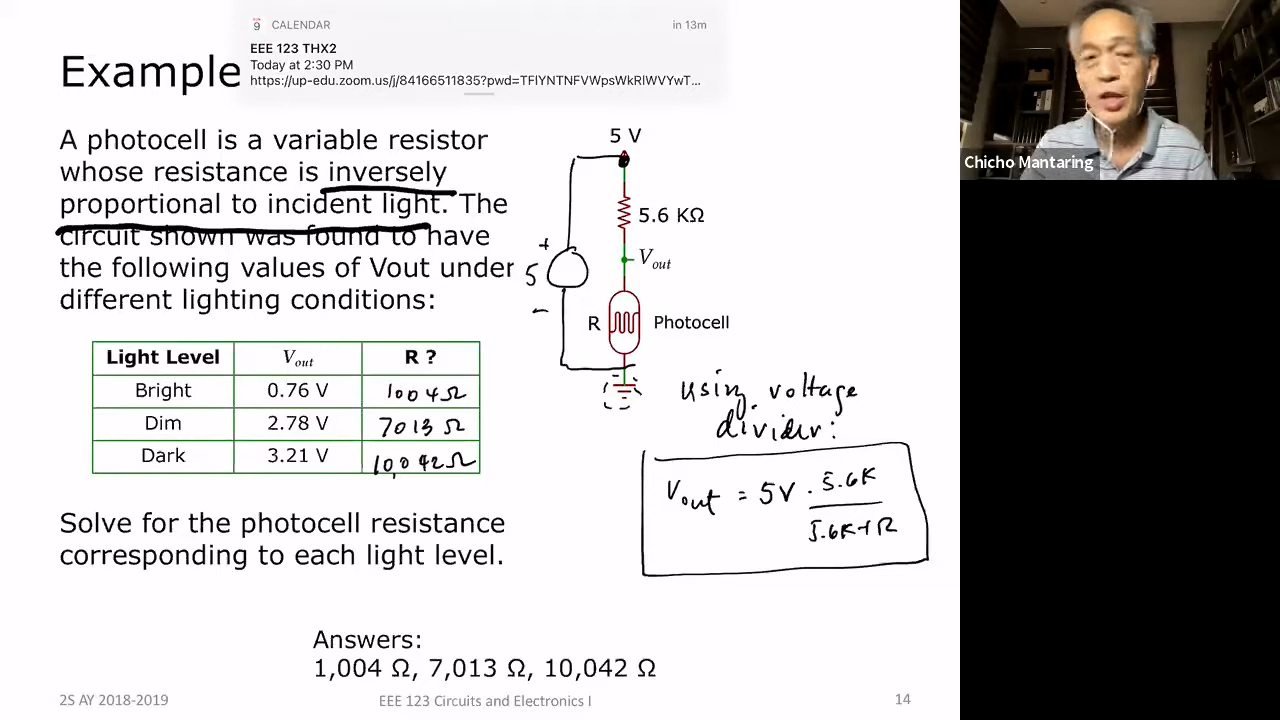 9 CALENDAR in 13m
EEE 123 THX2
Today at 2:30 PM
https://up-edu.zoom.us/j/84166511835?pwd=TFlYNTNFVWpsWkRIWVYwT...
Example
A photocell is a variable resistor
whose resistance is inversely
proportional to incident light. The
circuit shown was found to have
the following values of Vout under
different lighting conditions:
5 V
5.6 KΩ
Vout
+
5
-
R Photocell
Light Level Vout R ?
Bright 0.76 V 1004Ω
Dim 2.78 V 7013 Ω
Dark 3.21 V 10,042Ω
using voltage
divider:
Vout = 5V · 5.6K
5.6K+R
Solve for the photocell resistance
corresponding to each light level.
Answers:
1,004 Ω, 7,013 Ω, 10,042 Ω
2S AY 2018-2019 EEE 123 Circuits and Electronics I 14
Chicho Mantaring